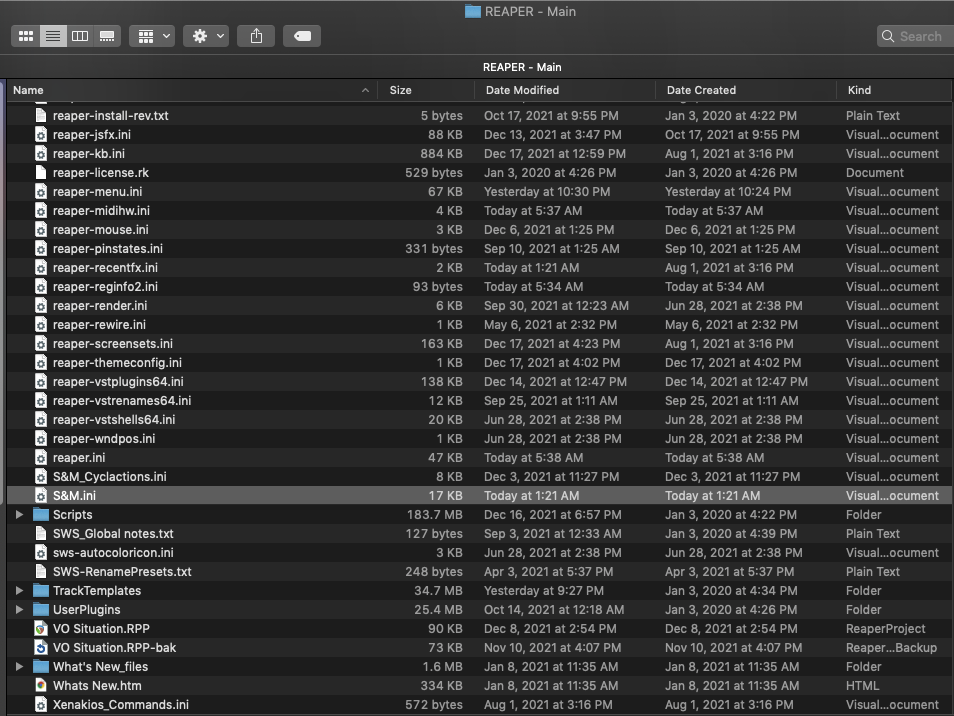 REAPER - Main
Search
REAPER - Main
Name Size Date Modified Date Created Kind
reaper-install-rev.txt 5 bytes Oct 17, 2021 at 9:55 PM Jan 3, 2020 at 4:22 PM Plain Text
reaper-jsfx.ini 88 KB Dec 13, 2021 at 3:47 PM Oct 17, 2021 at 9:55 PM Visual...ocument
reaper-kb.ini 884 KB Dec 17, 2021 at 12:59 PM Aug 1, 2021 at 3:16 PM Visual...ocument
reaper-license.rk 529 bytes Jan 3, 2020 at 4:26 PM Jan 3, 2020 at 4:26 PM Document
reaper-menu.ini 67 KB Yesterday at 10:30 PM Yesterday at 10:24 PM Visual...ocument
reaper-midihw.ini 4 KB Today at 5:37 AM Today at 5:37 AM Visual...ocument
reaper-mouse.ini 3 KB Dec 6, 2021 at 1:25 PM Dec 6, 2021 at 1:25 PM Visual...ocument
reaper-pinstates.ini 331 bytes Sep 10, 2021 at 1:25 AM Sep 10, 2021 at 1:25 AM Visual...ocument
reaper-recentfx.ini 2 KB Today at 1:21 AM Aug 1, 2021 at 3:16 PM Visual...ocument
reaper-reginfo2.ini 93 bytes Today at 5:34 AM Today at 5:34 AM Visual...ocument
reaper-render.ini 6 KB Sep 30, 2021 at 12:23 AM Jun 28, 2021 at 2:38 PM Visual...ocument
reaper-rewire.ini 1 KB May 6, 2021 at 2:32 PM May 6, 2021 at 2:32 PM Visual...ocument
reaper-screensets.ini 163 KB Dec 17, 2021 at 4:23 PM Aug 1, 2021 at 3:16 PM Visual...ocument
reaper-themeconfig.ini 1 KB Dec 17, 2021 at 4:02 PM Dec 17, 2021 at 4:02 PM Visual...ocument
reaper-vstplugins64.ini 138 KB Dec 14, 2021 at 12:47 PM Dec 14, 2021 at 12:47 PM Visual...ocument
reaper-vstrenames64.ini 12 KB Sep 25, 2021 at 1:11 AM Sep 25, 2021 at 1:11 AM Visual...ocument
reaper-vstshells64.ini 20 KB Jun 28, 2021 at 2:38 PM Jun 28, 2021 at 2:38 PM Visual...ocument
reaper-wndpos.ini 1 KB Jun 28, 2021 at 2:38 PM Jun 28, 2021 at 2:38 PM Visual...ocument
reaper.ini 47 KB Today at 5:38 AM Today at 5:38 AM Visual...ocument
S&M_Cyclactions.ini 8 KB Dec 3, 2021 at 11:27 PM Dec 3, 2021 at 11:27 PM Visual...ocument
S&M.ini 17 KB Today at 1:21 AM Today at 1:21 AM Visual...ocument
Scripts 183.7 MB Dec 16, 2021 at 6:57 PM Jan 3, 2020 at 4:22 PM Folder
SWS_Global notes.txt 127 bytes Sep 3, 2021 at 12:33 AM Jan 3, 2020 at 4:39 PM Plain Text
sws-autocoloricon.ini 3 KB Jun 28, 2021 at 2:38 PM Jun 28, 2021 at 2:38 PM Visual...ocument
SWS-RenamePresets.txt 248 bytes Apr 3, 2021 at 5:37 PM Apr 3, 2021 at 5:37 PM Plain Text
TrackTemplates 34.7 MB Yesterday at 9:27 PM Jan 3, 2020 at 4:34 PM Folder
UserPlugins 25.4 MB Oct 14, 2021 at 12:18 AM Jan 3, 2020 at 4:26 PM Folder
VO Situation.RPP 90 KB Dec 8, 2021 at 2:54 PM Dec 8, 2021 at 2:54 PM ReaperProject
VO Situation.RPP-bak 73 KB Nov 10, 2021 at 4:07 PM Nov 10, 2021 at 4:07 PM Reaper...Backup
What's New_files 1.6 MB Jan 8, 2021 at 11:35 AM Jan 8, 2021 at 11:35 AM Folder
Whats New.htm 334 KB Jan 8, 2021 at 11:35 AM Jan 8, 2021 at 11:35 AM HTML
Xenakios_Commands.ini 572 bytes Aug 1, 2021 at 3:16 PM Aug 1, 2021 at 3:16 PM Visual...ocument